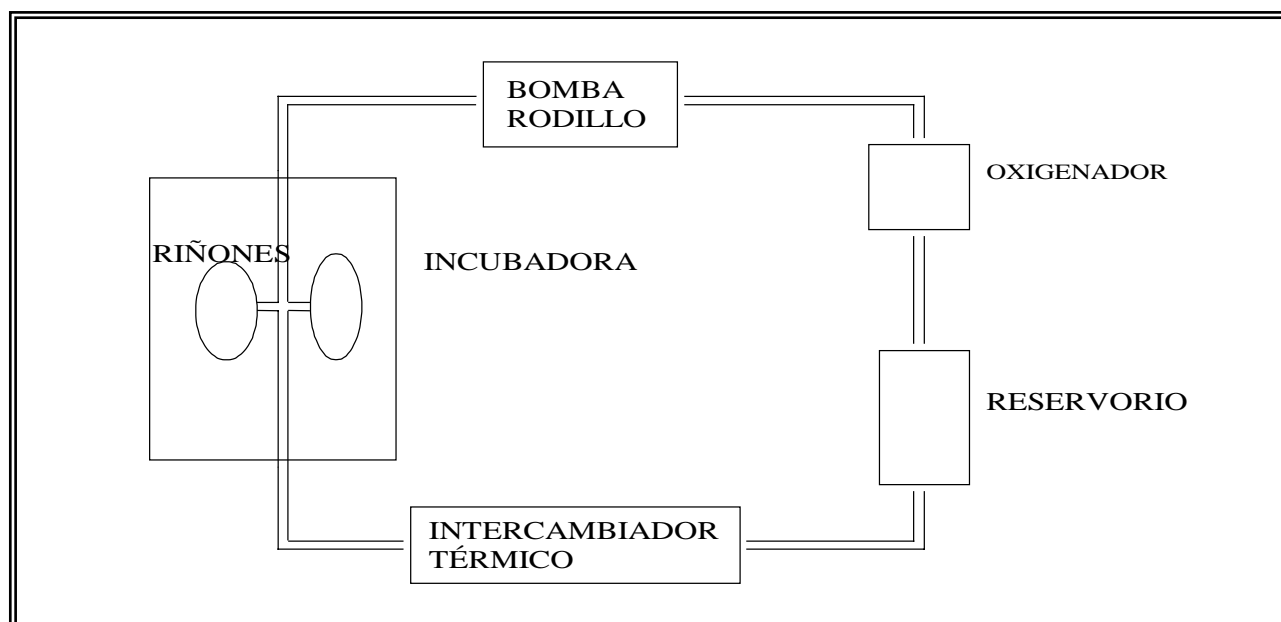 BOMBA
RODILLO
OXIGENADOR
RIÑONES
INCUBADORA
RESERVORIO
INTERCAMBIADOR
TÉRMICO